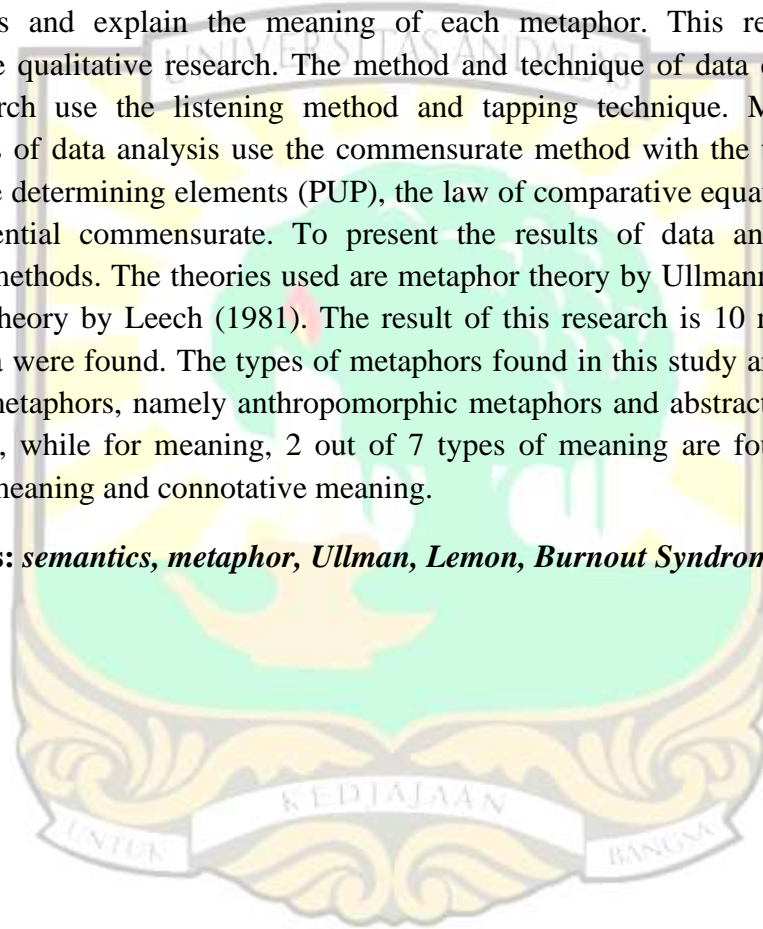 s and explain the meaning of each metaphor. This re
e qualitative research. The method and technique of data c
rch use the listening method and tapping technique. M
s of data analysis use the commensurate method with the t
e determining elements (PUP), the law of comparative equat
ential commensurate. To present the results of data an
methods. The theories used are metaphor theory by Ullmann
heory by Leech (1981). The result of this research is 10 m
a were found. The types of metaphors found in this study a
metaphors, namely anthropomorphic metaphors and abstract
, while for meaning, 2 out of 7 types of meaning are fou
meaning and connotative meaning.
s: semantics, metaphor, Ullman, Lemon, Burnout Syndrom
UNIVERSITAS ANDALAS
UNTUK KEDJAJAAN BANGSA